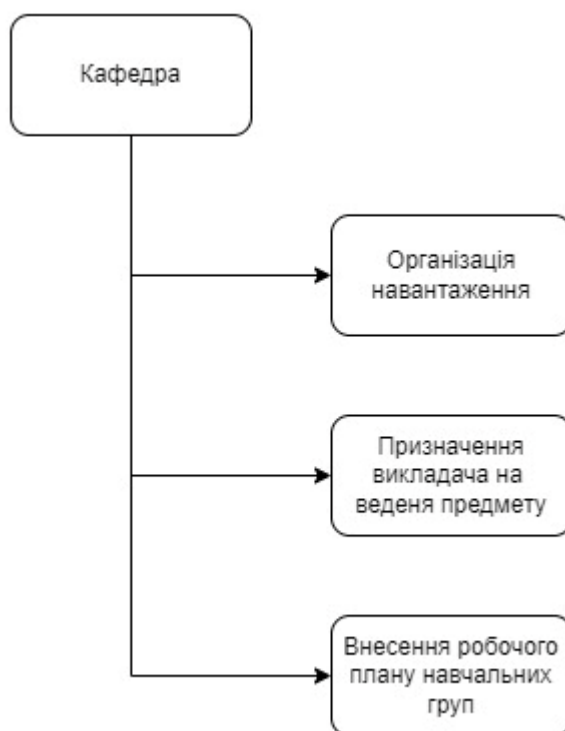 Кафедра
Організація
навантаження
Призначення
викладача на
веденя предмету
Внесення робочого
плану навчальних
груп